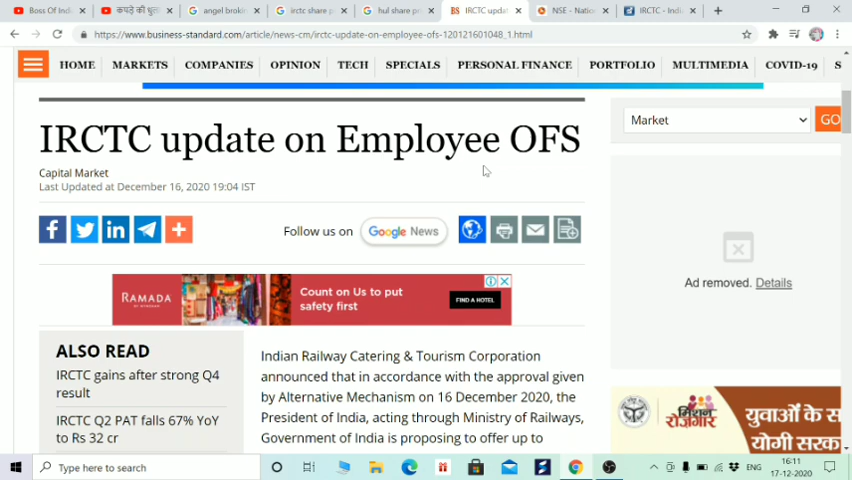 Boss Of Indi
कपड़े की धुला
angel brokin
irctc share p
hul share pri
BS IRCTC updat
NSE - Nation
IRCTC - India
https://www.business-standard.com/article/news-cm/irctc-update-on-employee-ofs-120121601048_1.html
HOME MARKETS COMPANIES OPINION TECH SPECIALS PERSONAL FINANCE PORTFOLIO MULTIMEDIA COVID-19 S
IRCTC update on Employee OFS
Capital Market
Last Updated at December 16, 2020 19:04 IST
Follow us on Google News
Market GO
Ad removed. Details
RAMADA
Count on Us to put
safety first
FIND A HOTEL
ALSO READ
IRCTC gains after strong Q4
result
IRCTC Q2 PAT falls 67% YoY
to Rs 32 cr
Indian Railway Catering & Tourism Corporation
announced that in accordance with the approval given
by Alternative Mechanism on 16 December 2020, the
President of India, acting through Ministry of Railways,
Government of India is proposing to offer up to
मिशन
रोजगार
युवाओं के स
योगी सरक
Type here to search
ENG
16:11
17-12-2020